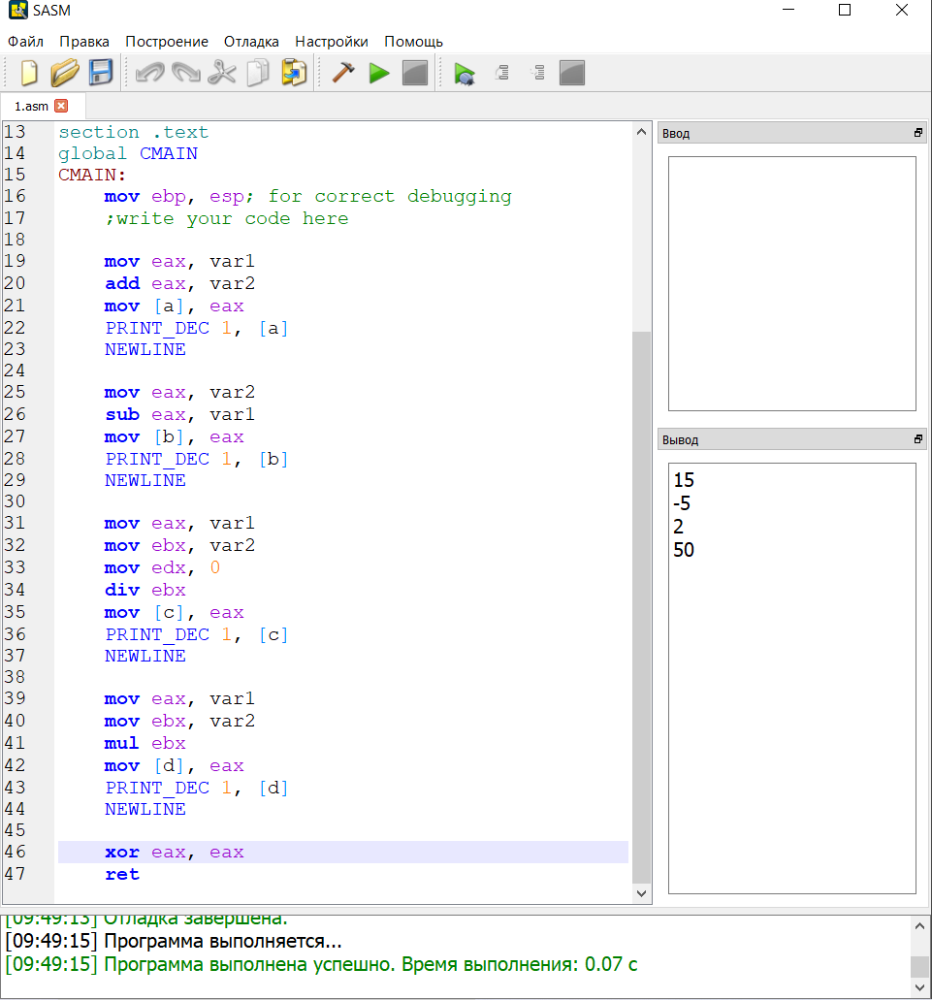 SASM
Файл Правка Построение Отладка Настройки Помощь
1.asm
13 section .text
14 global CMAIN
15 CMAIN:
16 mov ebp, esp; for correct debugging
17 ;write your code here
18
19 mov eax, var1
20 add eax, var2
21 mov [a], eax
22 PRINT_DEC 1, [a]
23 NEWLINE
24
25 mov eax, var2
26 sub eax, var1
27 mov [b], eax
28 PRINT_DEC 1, [b]
29 NEWLINE
30
31 mov eax, var1
32 mov ebx, var2
33 mov edx, 0
34 div ebx
35 mov [c], eax
36 PRINT_DEC 1, [c]
37 NEWLINE
38
39 mov eax, var1
40 mov ebx, var2
41 mul ebx
42 mov [d], eax
43 PRINT_DEC 1, [d]
44 NEWLINE
45
46 xor eax, eax
47 ret
Ввод
Вывод
15
-5
2
50
[09:49:13] Отладка завершена.
[09:49:15] Программа выполняется...
[09:49:15] Программа выполнена успешно. Время выполнения: 0.07 с